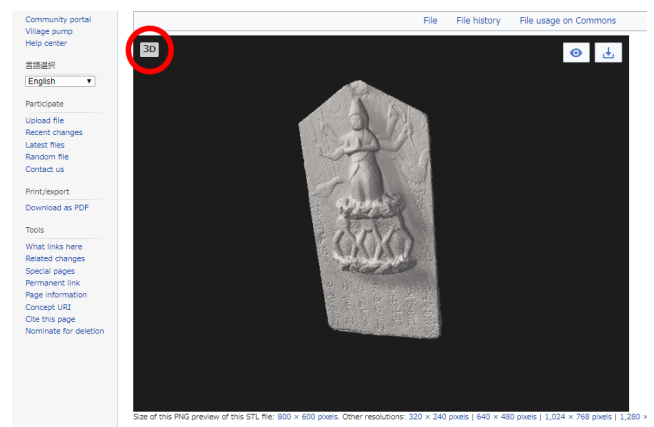 Community portal
Village pump
Help center
言語選択
English
Participate
Upload file
Recent changes
Latest files
Random file
Contact us
Print/export
Download as PDF
Tools
What links here
Related changes
Special pages
Permanent link
Page information
Concept URI
Cite this page
Nominate for deletion
File File history File usage on Commons
3D
Size of this PNG preview of this STL file: 800 × 600 pixels. Other resolutions: 320 × 240 pixels | 640 × 480 pixels | 1,024 × 768 pixels | 1,280 ×